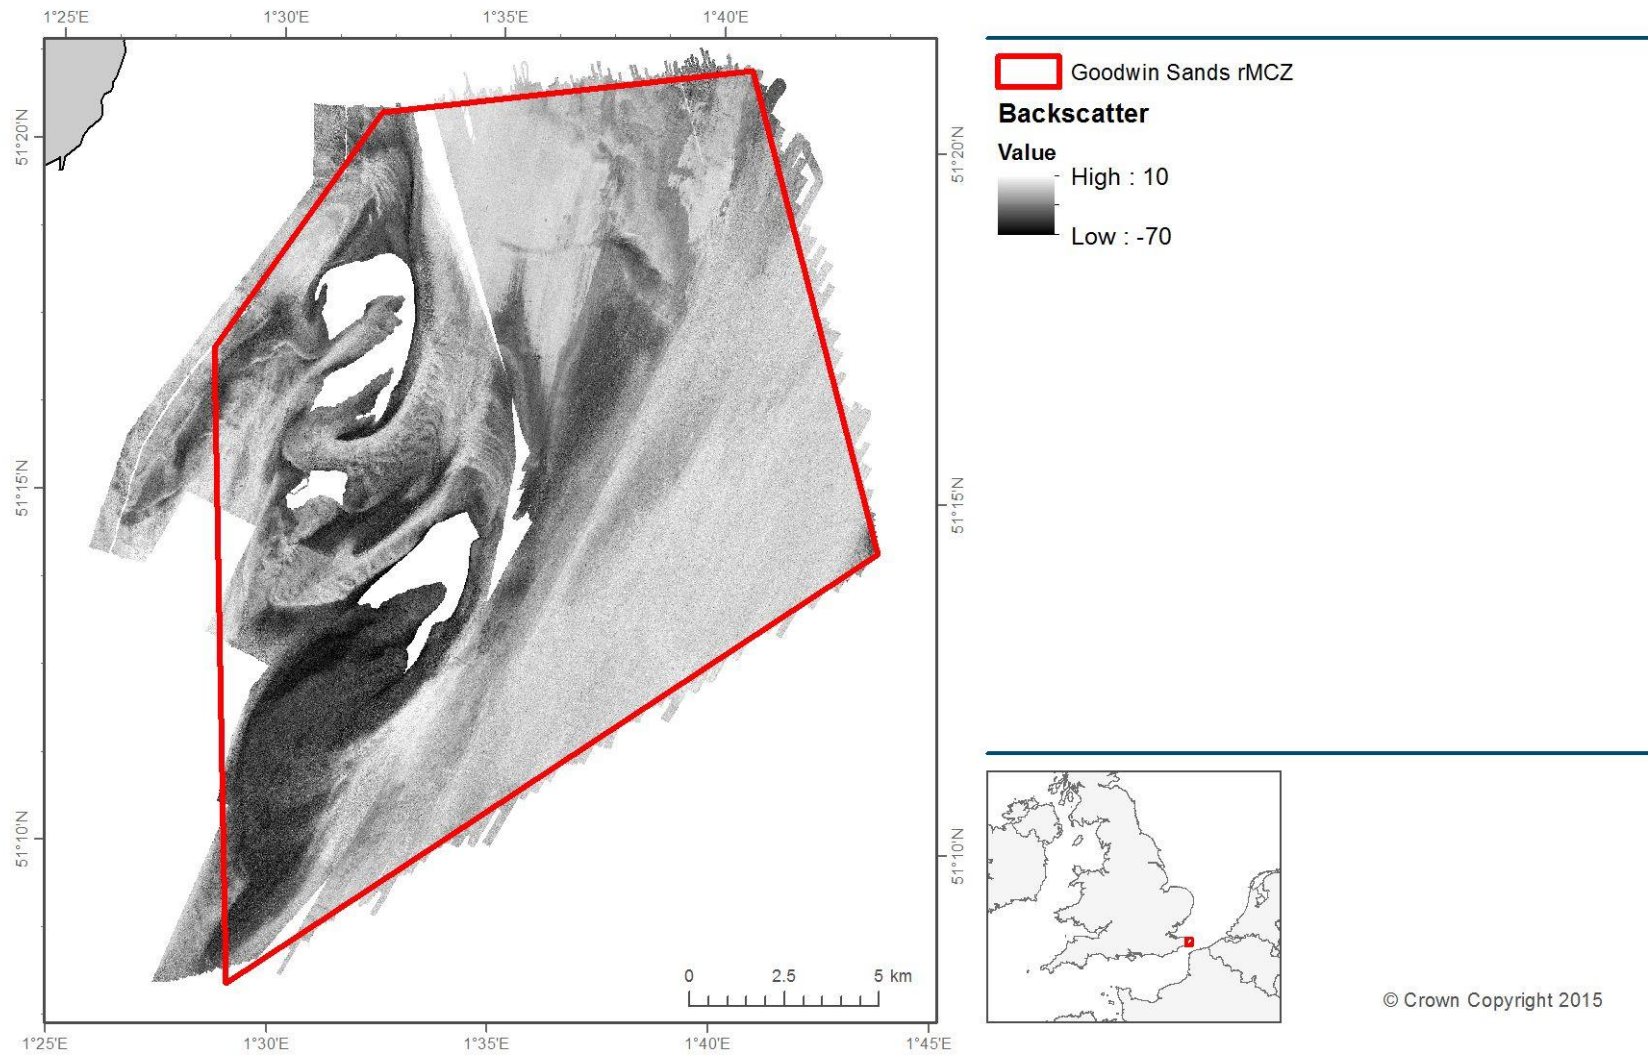 1°25'E 1°30'E 1°35'E 1°40'E
Goodwin Sands rMCZ
Backscatter
Value
High : 10
Low : -70
51°20'N
51°20'N
51°15'N
51°15'N
51°10'N
51°10'N
0 2.5 5 km
© Crown Copyright 2015
1°25'E 1°30'E 1°35'E 1°40'E 1°45'E